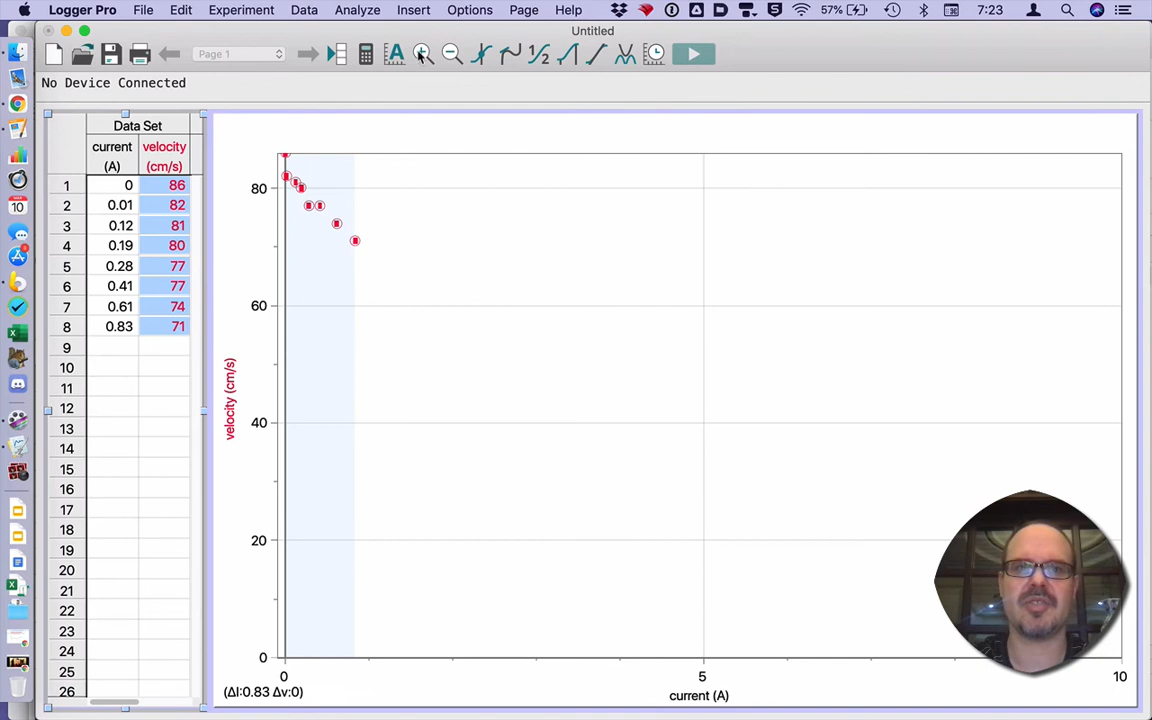 Logger Pro File Edit Experiment Data Analyze Insert Options Page Help 57% 7:23
Untitled
Page 1
No Device Connected
Data Set
current velocity
(A) (cm/s)
1 0 86
2 0.01 82
3 0.12 81
4 0.19 80
5 0.28 77
6 0.41 77
7 0.61 74
8 0.83 71
9
10
11
12
13
14
15
16
17
18
19
20
21
22
23
24
25
26
80
60
40
20
0
velocity (cm/s)
0 5 10
(ΔI:0.83 Δv:0)
current (A)